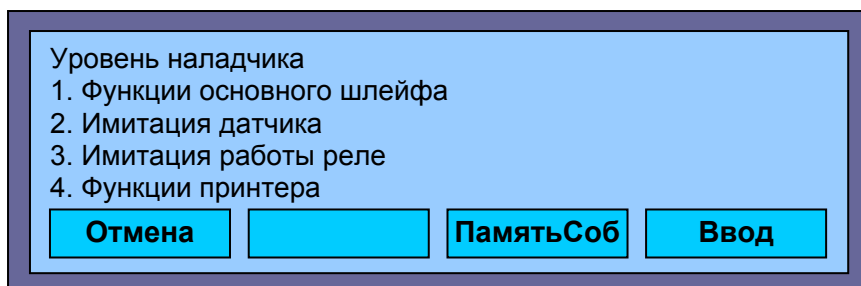 Уровень наладчика
1. Функции основного шлейфа
2. Имитация датчика
3. Имитация работы реле
4. Функции принтера
Отмена ПамятьСоб Ввод